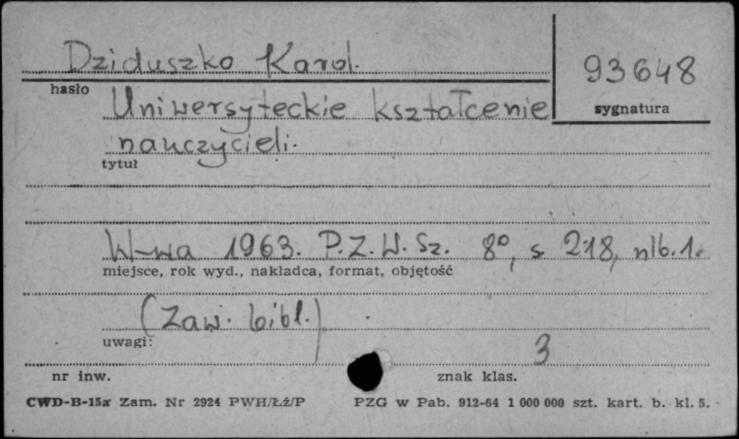 Dziduszko Karol.
93648
hasło
sygnatura
Uniwersyteckie kształcenie
nauczycieli.
tytuł
W-wa 1963. P.Z.W.Sz. 8°, s. 218, nlb. 1.
miejsce, rok wyd., nakładca, format, objętość
(Zaw. bibl.)
uwagi:
3
nr inw.
znak klas.
CWD-B-15x Zam. Nr 2924 PWH/Łż/P PZG w Pab. 912-64 1 000 000 szt. kart. b. kl. 5.